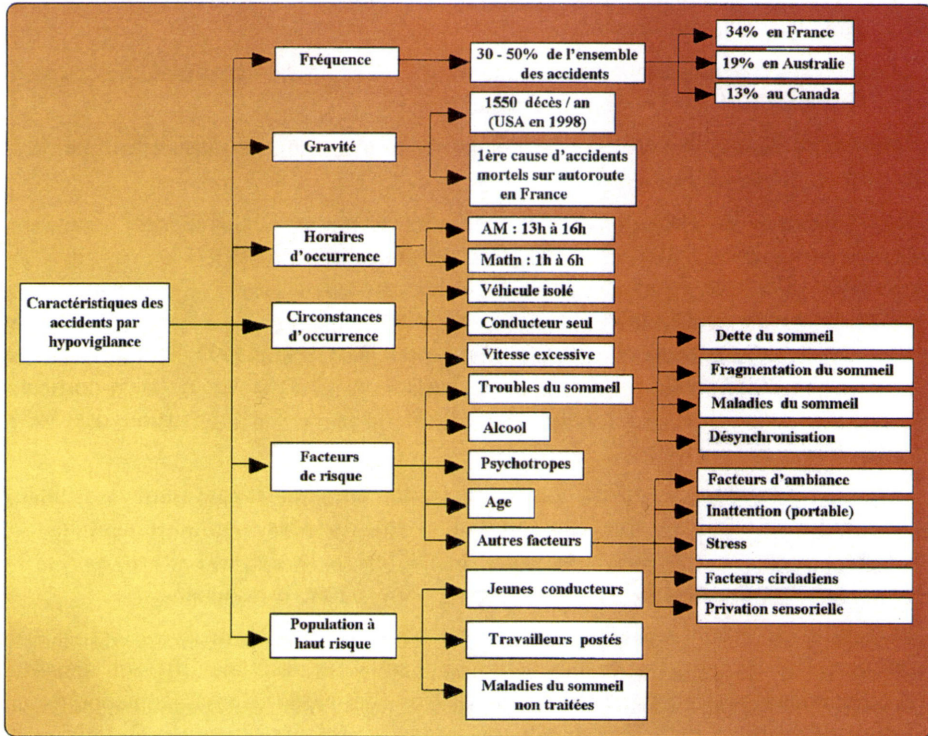 Caractéristiques des
accidents par
hypovigilance
Fréquence
30 - 50% de l'ensemble
des accidents
34% en France
19% en Australie
13% au Canada
Gravité
1550 décès / an
(USA en 1998)
1ère cause d'accidents
mortels sur autoroute
en France
Horaires
d'occurrence
AM : 13h à 16h
Matin : 1h à 6h
Circonstances
d'occurrence
Véhicule isolé
Conducteur seul
Vitesse excessive
Facteurs
de risque
Troubles du sommeil
Dette du sommeil
Fragmentation du sommeil
Maladies du sommeil
Désynchronisation
Alcool
Psychotropes
Age
Autres facteurs
Facteurs d'ambiance
Inattention (portable)
Stress
Facteurs cirdadiens
Privation sensorielle
Population à
haut risque
Jeunes conducteurs
Travailleurs postés
Maladies du sommeil
non traitées